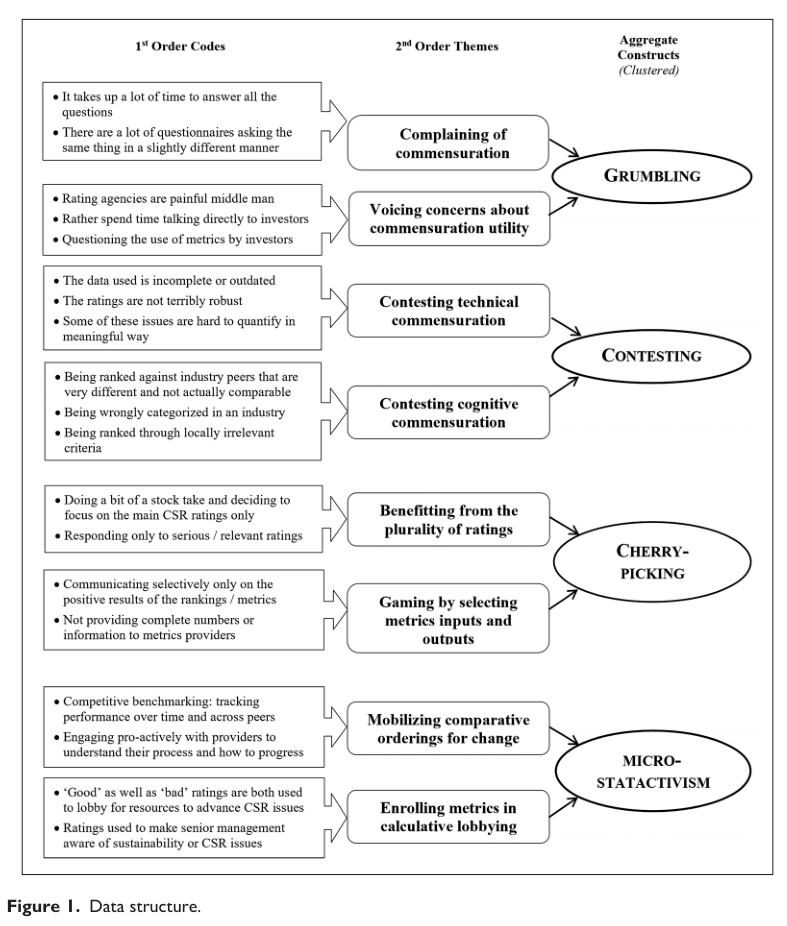 1st Order Codes
2nd Order Themes
Aggregate
Constructs
(Clustered)
• It takes up a lot of time to answer all the
questions
• There are a lot of questionnaires asking the
same thing in a slightly different manner
Complaining of
commensuration
GRUMBLING
• Rating agencies are painful middle man
• Rather spend time talking directly to investors
• Questioning the use of metrics by investors
Voicing concerns about
commensuration utility
• The data used is incomplete or outdated
• The ratings are not terribly robust
• Some of these issues are hard to quantify in
meaningful way
Contesting technical
commensuration
CONTESTING
• Being ranked against industry peers that are
very different and not actually comparable
• Being wrongly categorized in an industry
• Being ranked through locally irrelevant
criteria
Contesting cognitive
commensuration
• Doing a bit of a stock take and deciding to
focus on the main CSR ratings only
• Responding only to serious / relevant ratings
Benefitting from the
plurality of ratings
CHERRY-
PICKING
• Communicating selectively only on the
positive results of the rankings / metrics
• Not providing complete numbers or
information to metrics providers
Gaming by selecting
metrics inputs and
outputs
• Competitive benchmarking: tracking
performance over time and across peers
• Engaging pro-actively with providers to
understand their process and how to progress
Mobilizing comparative
orderings for change
MICRO-
STATACTIVISM
• ‘Good’ as well as ‘bad’ ratings are both used
to lobby for resources to advance CSR issues
• Ratings used to make senior management
aware of sustainability or CSR issues
Enrolling metrics in
calculative lobbying
Figure 1. Data structure.